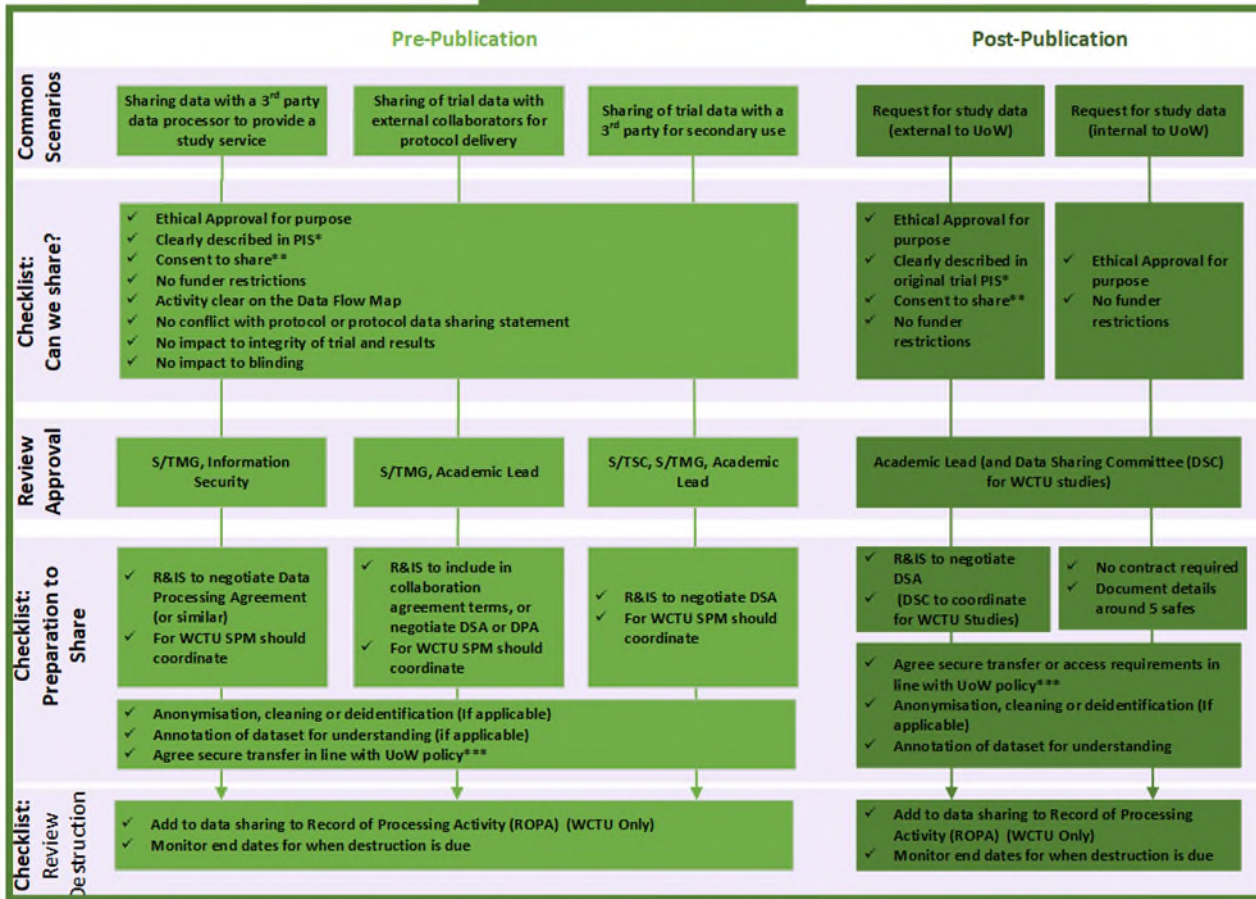 Pre-Publication
Post-Publication
Common
Scenarios
Sharing data with a 3rd party
data processor to provide a
study service
Sharing of trial data with
external collaborators for
protocol delivery
Sharing of trial data with a
3rd party for secondary use
Request for study data
(external to UoW)
Request for study data
(internal to UoW)
Checklist:
Can we share?
✓ Ethical Approval for purpose
✓ Clearly described in PIS*
✓ Consent to share**
✓ No funder restrictions
✓ Activity clear on the Data Flow Map
✓ No conflict with protocol or protocol data sharing statement
✓ No impact to integrity of trial and results
✓ No impact to blinding
✓ Ethical Approval for
purpose
✓ Clearly described in
original trial PIS*
✓ Consent to share**
✓ No funder
restrictions
✓ Ethical Approval for
purpose
✓ No funder
restrictions
Review
Approval
S/TMG, Information
Security
S/TMG, Academic Lead
S/TSC, S/TMG, Academic
Lead
Academic Lead (and Data Sharing Committee (DSC)
for WCTU studies)
Checklist:
Preparation to
Share
✓ R&IS to negotiate Data
Processing Agreement
(or similar)
✓ For WCTU SPM should
coordinate
✓ R&IS to include in
collaboration
agreement terms, or
negotiate DSA or DPA
✓ For WCTU SPM should
coordinate
✓ R&IS to negotiate DSA
✓ For WCTU SPM should
coordinate
✓ R&IS to negotiate
DSA
✓ (DSC to coordinate
for WCTU Studies)
✓ No contract required
✓ Document details
around 5 safes
✓ Anonymisation, cleaning or deidentification (If applicable)
✓ Annotation of dataset for understanding (if applicable)
✓ Agree secure transfer in line with UoW policy***
✓ Agree secure transfer or access requirements in
line with UoW policy***
✓ Anonymisation, cleaning or deidentification (If
applicable)
✓ Annotation of dataset for understanding
Checklist:
Review
Destruction
✓ Add to data sharing to Record of Processing Activity (ROPA) (WCTU Only)
✓ Monitor end dates for when destruction is due
✓ Add to data sharing to Record of Processing
Activity (ROPA) (WCTU Only)
✓ Monitor end dates for when destruction is due